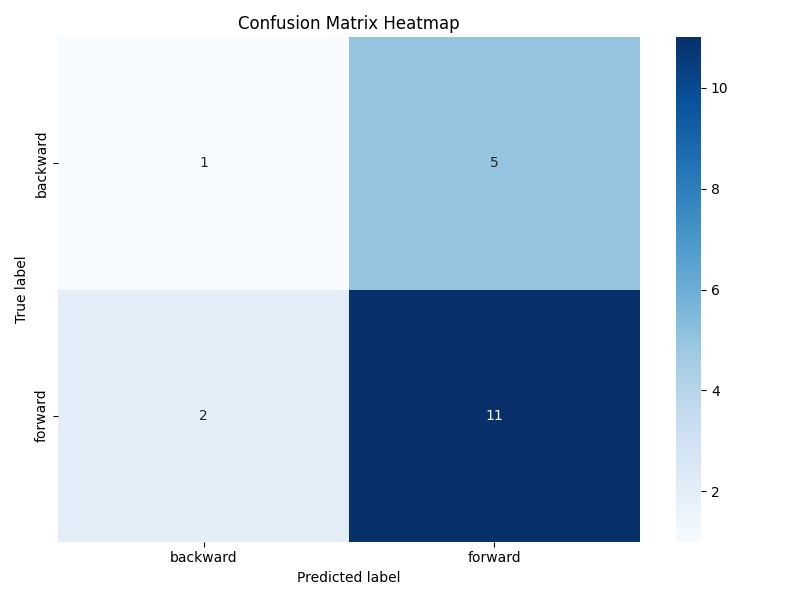 Confusion Matrix Heatmap
True label
backward
forward
1
5
2
11
backward
forward
Predicted label
10
8
6
4
2